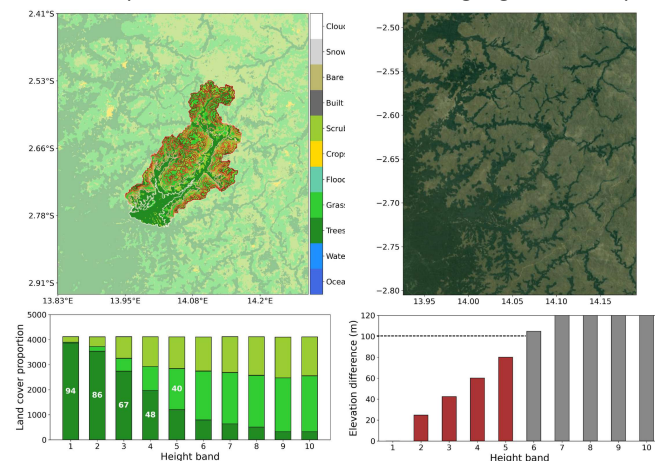 2.41°S
2.53°S
2.66°S
2.78°S
2.91°S
13.83°E 13.95°E 14.08°E 14.2°E
Snow
Bare
Built
Crops
Flood
Gras
Trees
Wate
Ocea
−2.50
−2.55
−2.60
−2.65
−2.70
−2.75
−2.80
13.95 14.00 14.05 14.10 14.15
Land cover proportion
5000
4000
3000
2000
1000
0
94 86 67 48 40
1 2 3 4 5 6 7 8 9 10
Height band
Elevation difference (m)
120
100
80
60
40
20
0
1 2 3 4 5 6 7 8 9 10
Height band